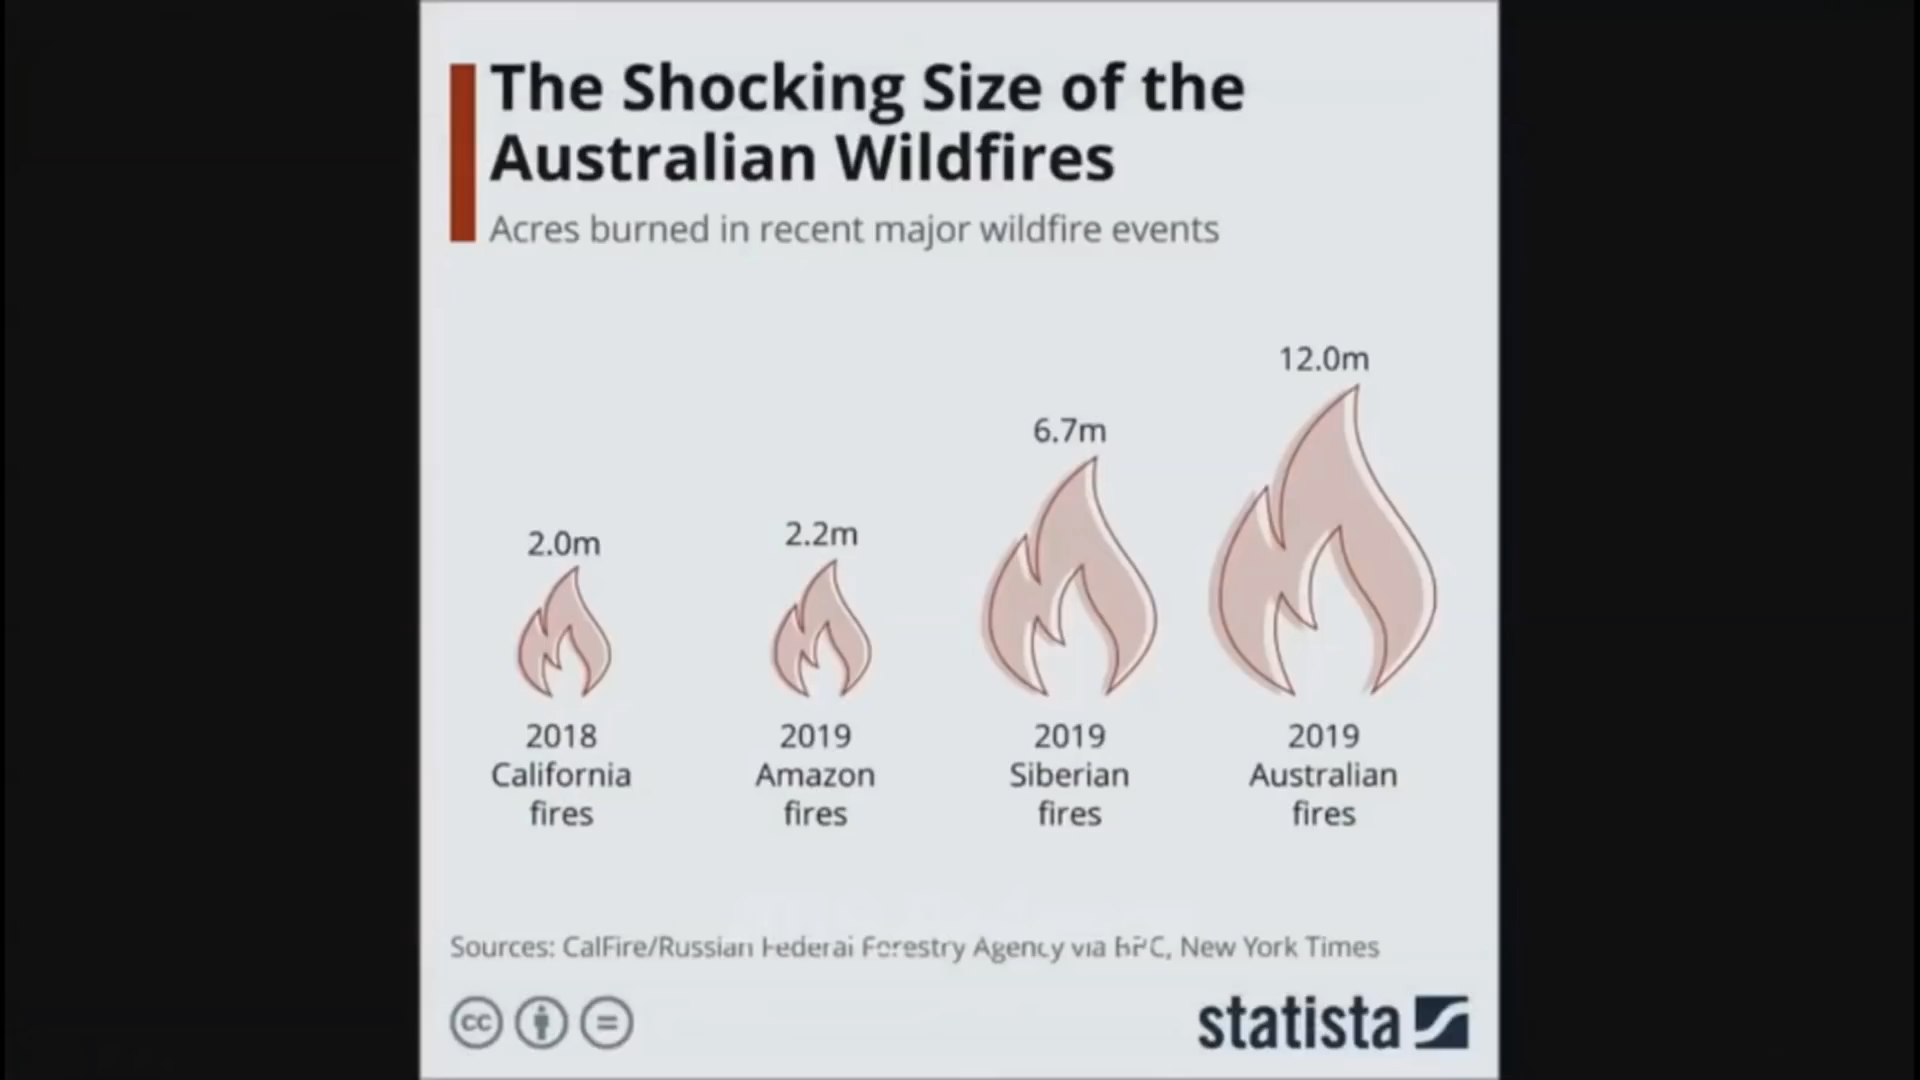 The Shocking Size of the
Australian Wildfires
Acres burned in recent major wildfire events
12.0m
6.7m
2.2m
2.0m
2018
California
fires
2019
Amazon
fires
2019
Siberian
fires
2019
Australian
fires
Sources: CalFire/Russian Federal Forestry Agency via BBC, New York Times
cc
statista